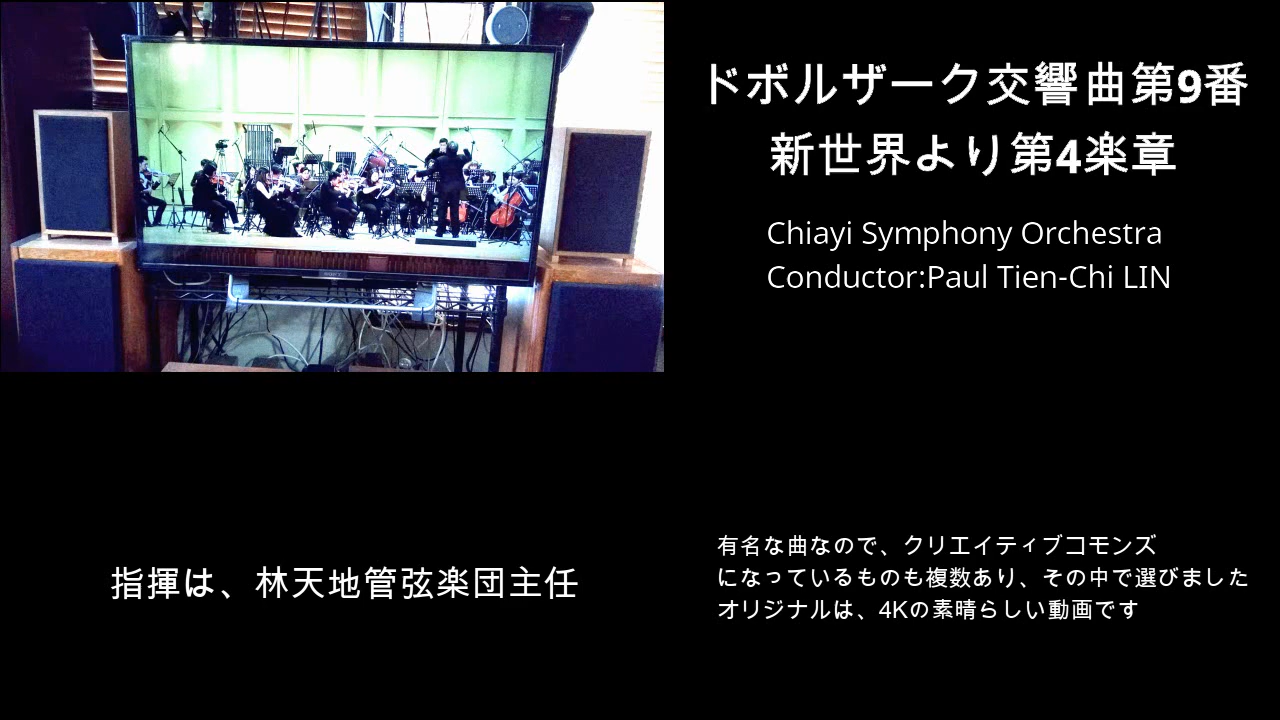 ドボルザーク交響曲第9番
新世界より第4楽章
Chiayi Symphony Orchestra
Conductor:Paul Tien-Chi LIN
指揮は、林天地管弦楽団主任
有名な曲なので、クリエイティブコモンズ
になっているものも複数あり、その中で選びました
オリジナルは、4Kの素晴らしい動画です